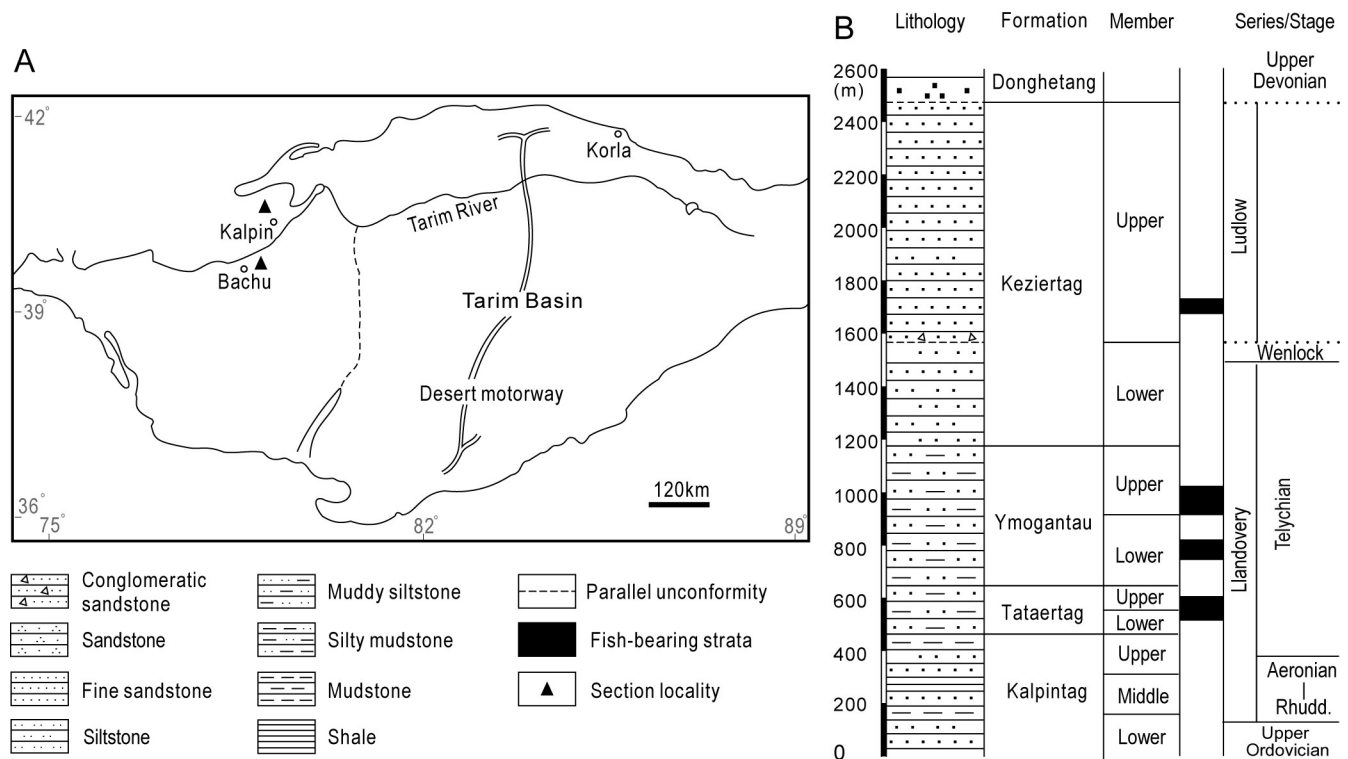 A
42°
39°
36°
75°
82°
89°
Korla
Kalpin
Bachu
Tarim River
Tarim Basin
Desert motorway
120km
Conglomeratic
sandstone
Sandstone
Fine sandstone
Siltstone
Muddy siltstone
Silty mudstone
Mudstone
Shale
Parallel unconformity
Fish-bearing strata
Section locality
B
Lithology
Formation
Member
Series/Stage
2600
(m)
2400
2200
2000
1800
1600
1400
1200
1000
800
600
400
200
0
Donghetang
Keziertag
Ymogantau
Tataertag
Kalpintag
Upper
Lower
Upper
Lower
Upper
Lower
Upper
Middle
Lower
Upper
Devonian
Ludlow
Wenlock
Llandovery
Telychian
Aeronian
Rhudd.
Upper
Ordovician